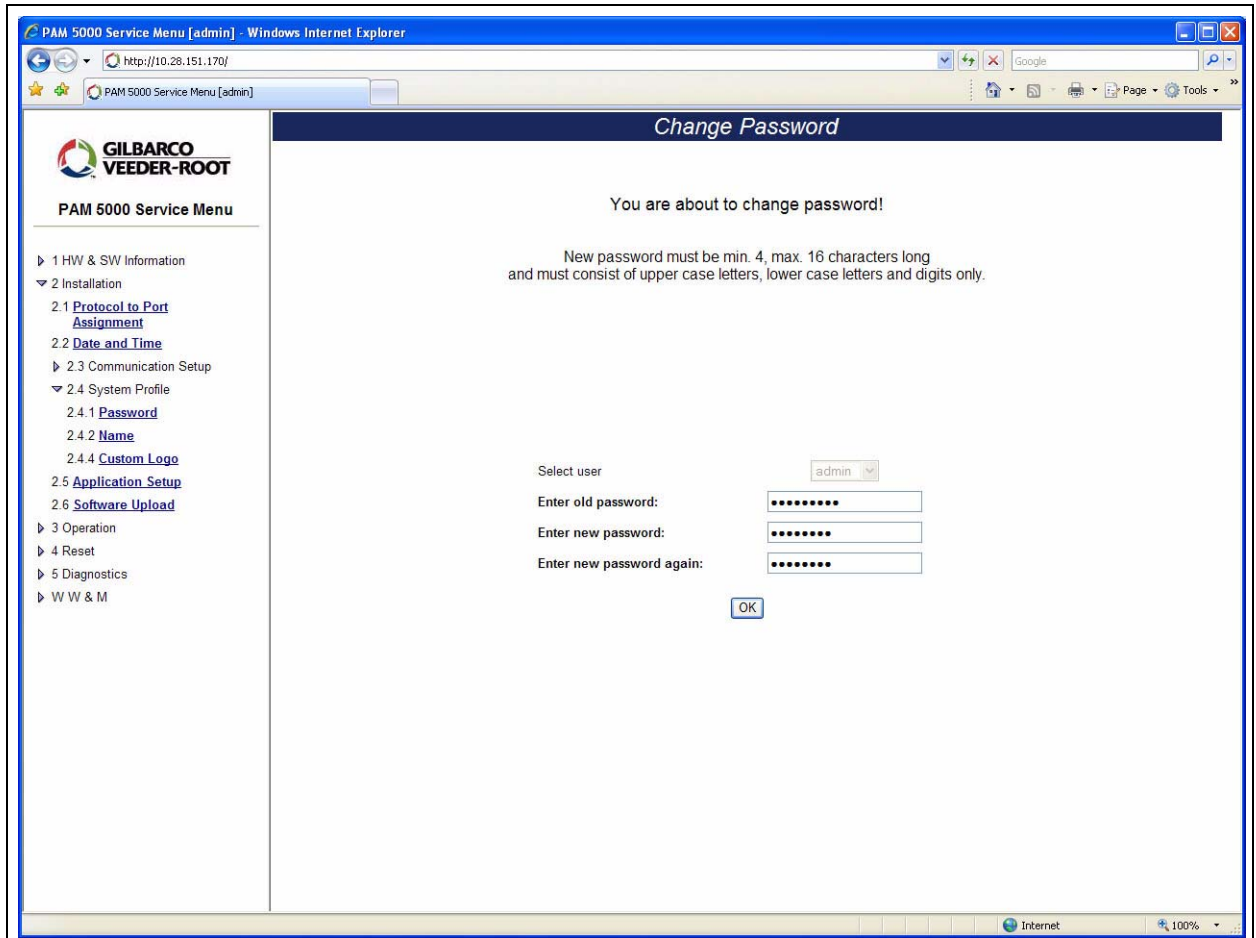 PAM 5000 Service Menu [admin] - Windows Internet Explorer
http://10.28.151.170/
Google
PAM 5000 Service Menu [admin]
Page
Tools
GILBARCO
VEEDER-ROOT
PAM 5000 Service Menu
1 HW & SW Information
2 Installation
2.1 Protocol to Port
Assignment
2.2 Date and Time
2.3 Communication Setup
2.4 System Profile
2.4.1 Password
2.4.2 Name
2.4.4 Custom Logo
2.5 Application Setup
2.6 Software Upload
3 Operation
4 Reset
5 Diagnostics
W W & M
Change Password
You are about to change password!
New password must be min. 4, max. 16 characters long
and must consist of upper case letters, lower case letters and digits only.
Select user
admin
Enter old password:
•••••••••
Enter new password:
••••••••
Enter new password again:
••••••••
OK
Internet
100%